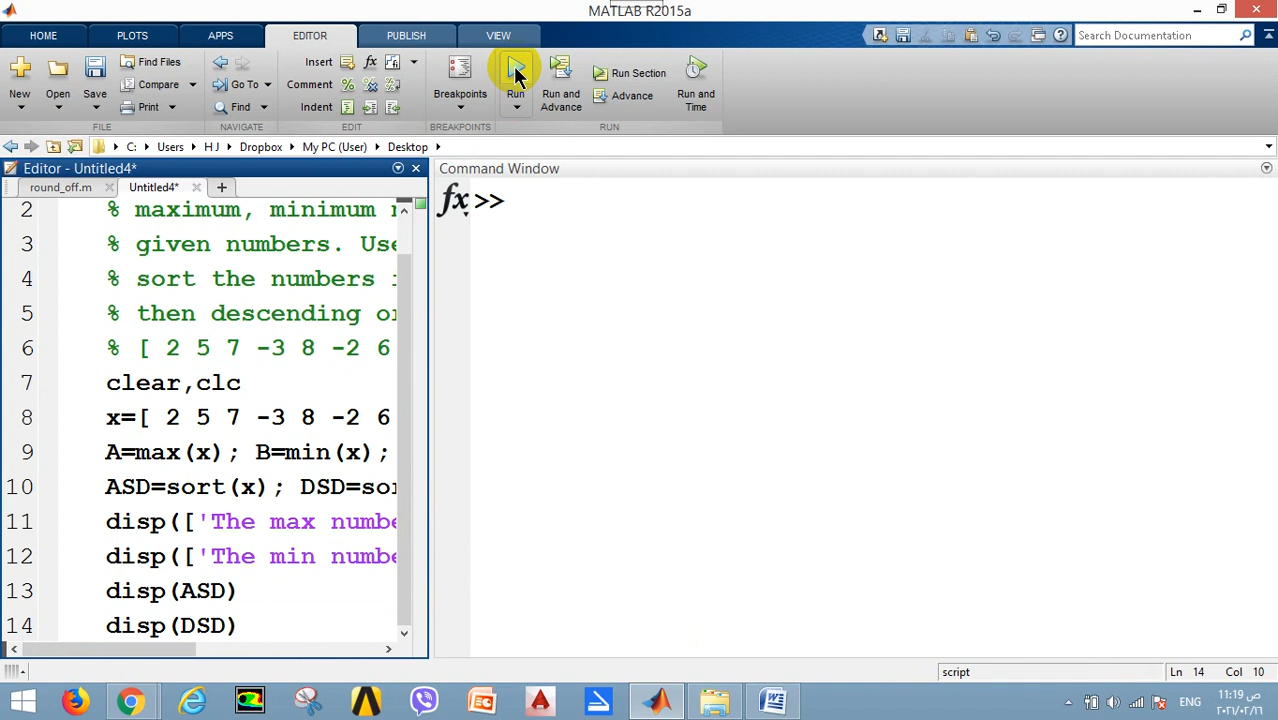 MATLAB R2015a
HOME PLOTS APPS EDITOR PUBLISH VIEW Search Documentation
New Open Save Find Files Compare Print
Go To Find
Insert fx
Comment
Indent
Breakpoints Run Run and Advance Run Section Advance Run and Time
FILE NAVIGATE EDIT BREAKPOINTS RUN
C: Users H J Dropbox My PC (User) Desktop
Editor - Untitled4*
Command Window
round_off.m Untitled4* +
fx >>
2 % maximum, minimum
3 % given numbers. Use
4 % sort the numbers
5 % then descending
6 % [ 2 5 7 -3 8 -2 6
7 clear,clc
8 x=[ 2 5 7 -3 8 -2 6
9 A=max(x); B=min(x);
10 ASD=sort(x); DSD=so
11 disp(['The max numbe
12 disp(['The min numbe
13 disp(ASD)
14 disp(DSD)
script Ln 14 Col 10
ENG
11:19 ص